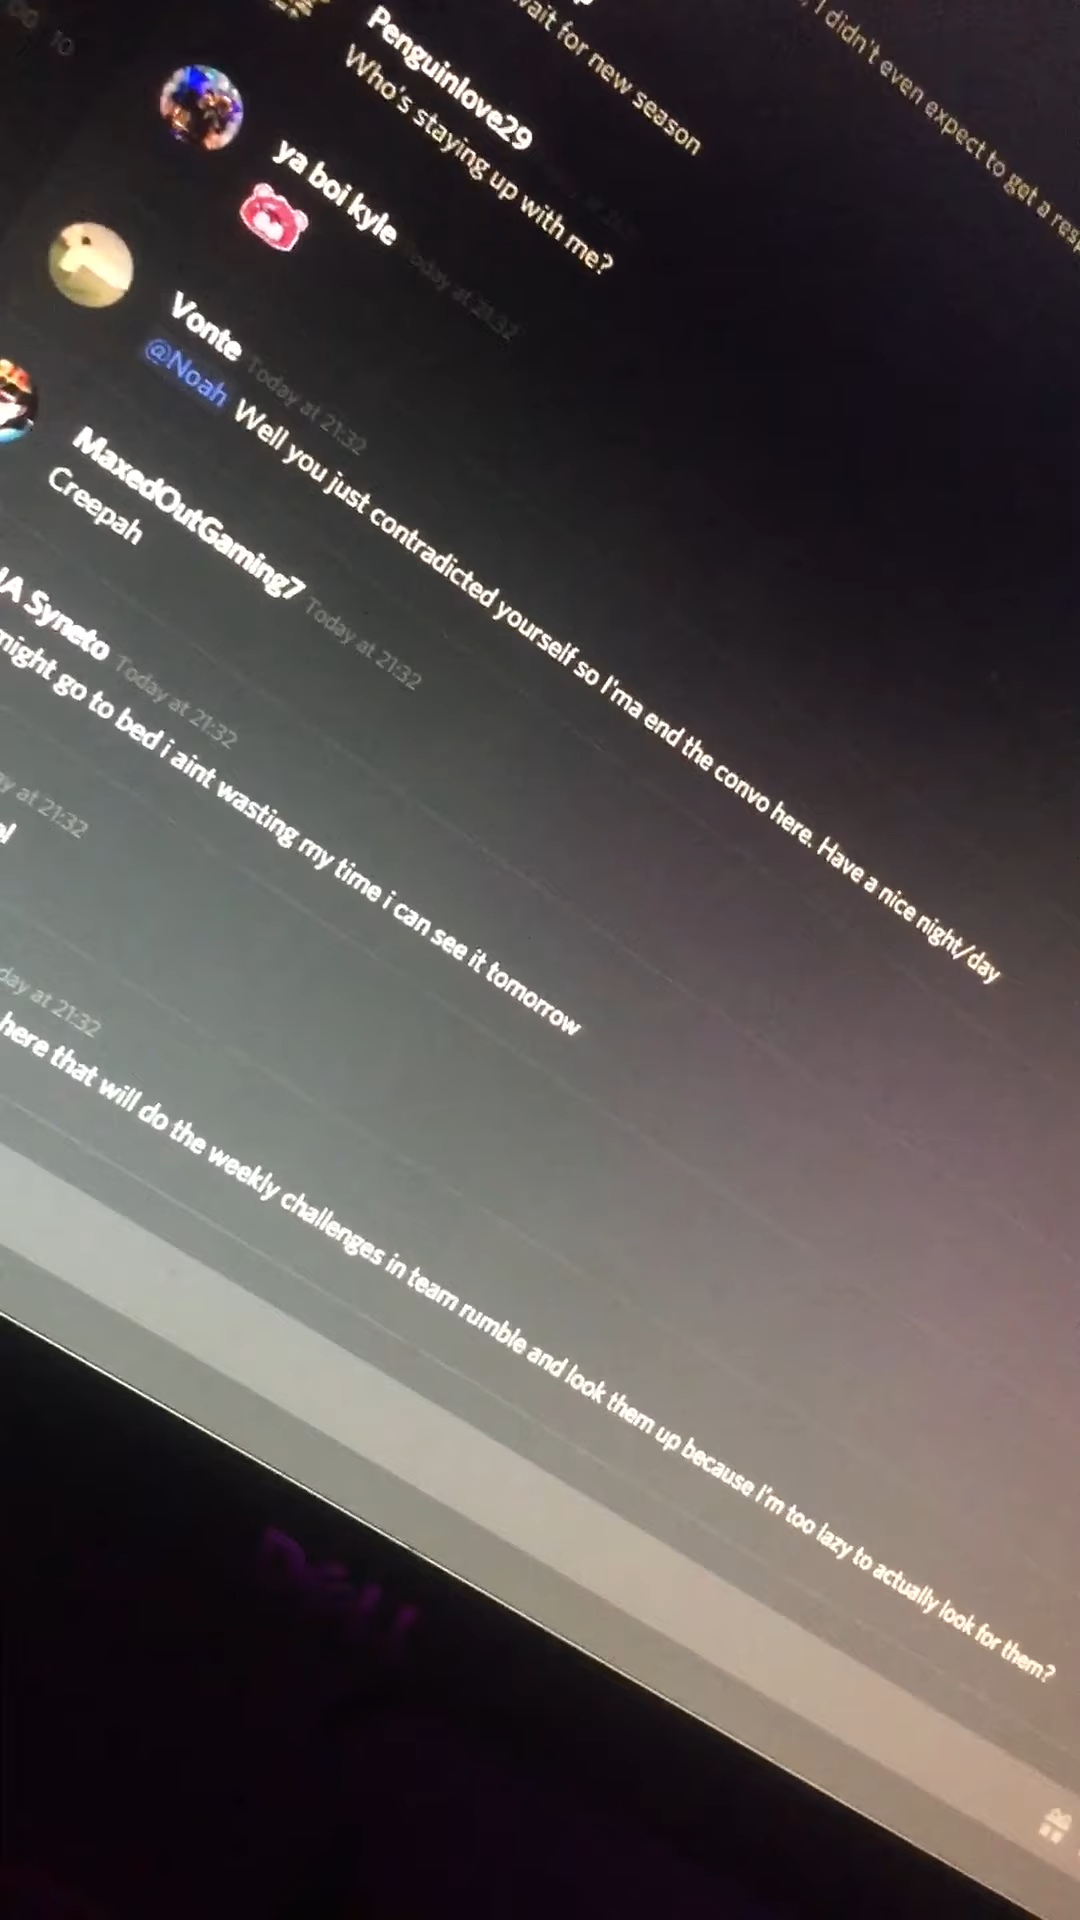 I didn't even expect to get a
wait for new season
Penguinlove29
Who's staying up with me?
ya boi kyle Today at 21:32
Vonte Today at 21:32
@Noah Well you just contradicted yourself so I'ma end the convo here. Have a nice night/day
MaxedOutGaming7 Today at 21:32
Creepah
Syneto Today at 21:32
might go to bed i aint wasting my time i can see it tomorrow
at 21:32
at 21:32
here that will do the weekly challenges in team rumble and look them up because I'm too lazy to actually look for them?
DELL